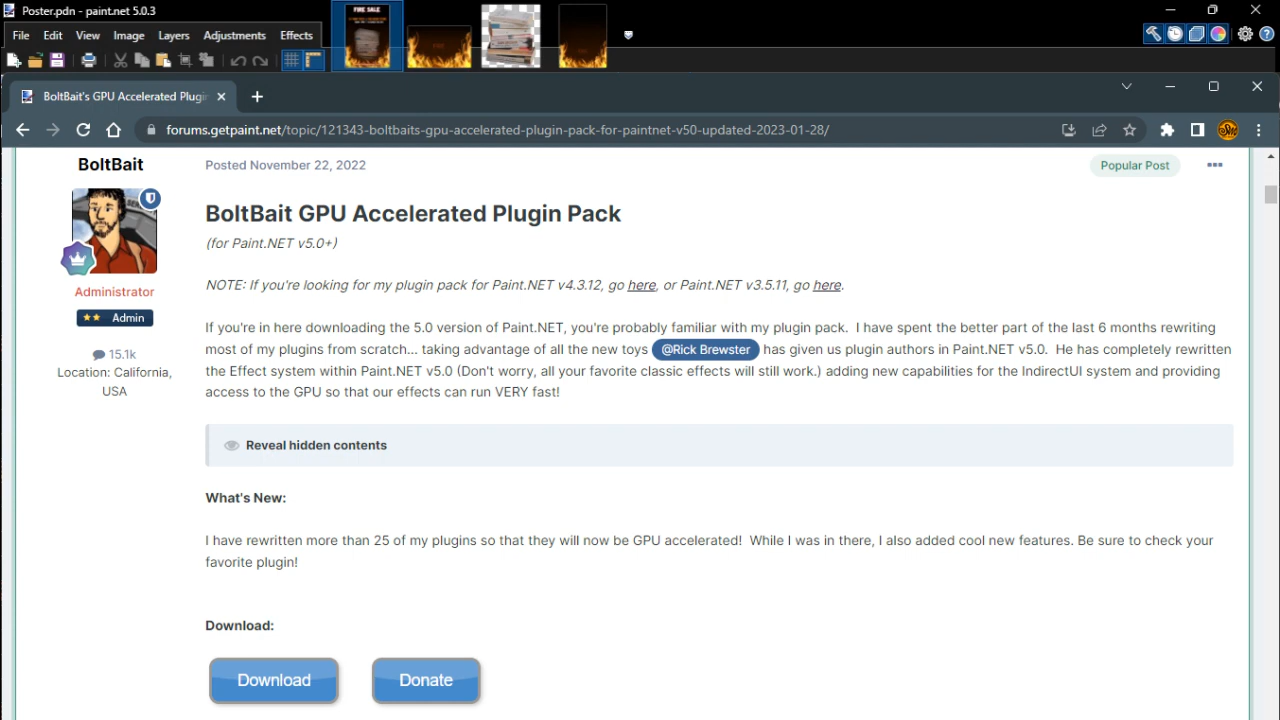 Poster.pdn - paint.net 5.0.3
File Edit View Image Layers Adjustments Effects
FIRE SALE
FIRE
BoltBait's GPU Accelerated Plugi
forums.getpaint.net/topic/121343-boltbaits-gpu-accelerated-plugin-pack-for-paintnet-v50-updated-2023-01-28/
BoltBait
Posted November 22, 2022
Popular Post
BoltBait GPU Accelerated Plugin Pack
(for Paint.NET v5.0+)
Administrator
Admin
15.1k
Location: California,
USA
NOTE: If you're looking for my plugin pack for Paint.NET v4.3.12, go here, or Paint.NET v3.5.11, go here.
If you're in here downloading the 5.0 version of Paint.NET, you're probably familiar with my plugin pack. I have spent the better part of the last 6 months rewriting
most of my plugins from scratch... taking advantage of all the new toys @Rick Brewster has given us plugin authors in Paint.NET v5.0. He has completely rewritten
the Effect system within Paint.NET v5.0 (Don't worry, all your favorite classic effects will still work.) adding new capabilities for the IndirectUI system and providing
access to the GPU so that our effects can run VERY fast!
Reveal hidden contents
What's New:
I have rewritten more than 25 of my plugins so that they will now be GPU accelerated! While I was in there, I also added cool new features. Be sure to check your
favorite plugin!
Download:
Download Donate